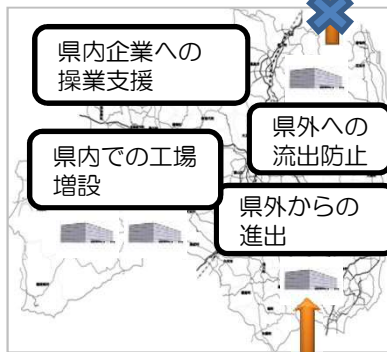 県内企業への
操業支援
県外への
流出防止
県内での工場
増設
県外からの
進出